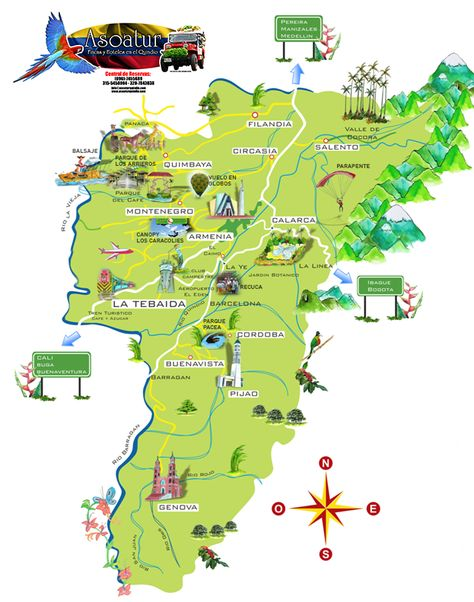 Asoatur
Fincas y Hoteles en el Quindio
Central de Reservas:
PEREIRA
MANIZALES
MEDELLIN
PANACA
FILANDIA
VALLE DE
COCORA
BALSAJE
PARQUE DE
LOS ARRIEROS
QUIMBAYA
CIRCASIA
SALENTO
PARAPENTE
PARQUE
DEL CAFE
VUELO EN
GLOBOS
RIO LA VIEJA
MONTENEGRO
CANOPY
LOS CARACOLIES
ARMENIA
CALARCA
EL
CAIMO
LA YE
JARDIN BOTANICO
LA LINEA
CLUB
CAMPESTRE
AEROPUERTO
EL EDEN
RECUCA
IBAGUE
BOGOTA
LA TEBAIDA
BARCELONA
TREN TURISTICO
CAFE + AZUCAR
RIO QUINDIO
PARQUE
PACEA
CORDOBA
CALI
BUGA
BUENAVENTURA
BUENAVISTA
BARRAGAN
PIJAO
RIO BARRAGAN
RIO ROJO
GENOVA
RIO GRIS
RIO SAN JUAN
N
O
E
S